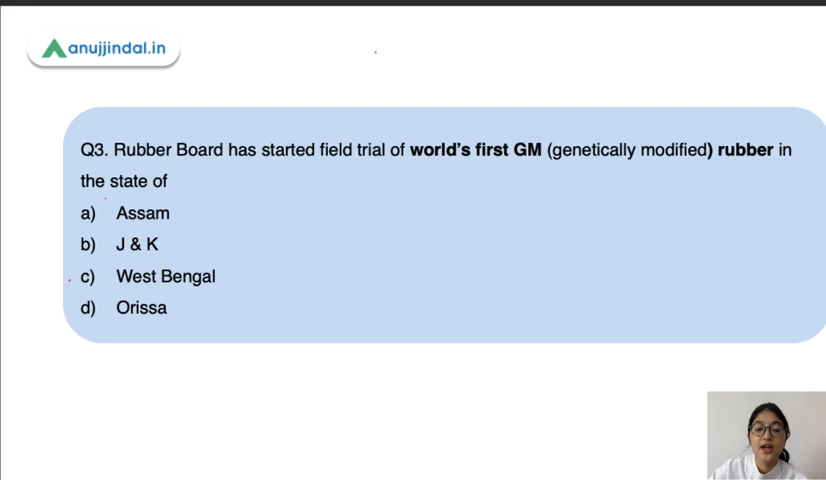 anujjindal.in
Q3. Rubber Board has started field trial of world's first GM (genetically modified) rubber in
the state of
a) Assam
b) J & K
c) West Bengal
d) Orissa